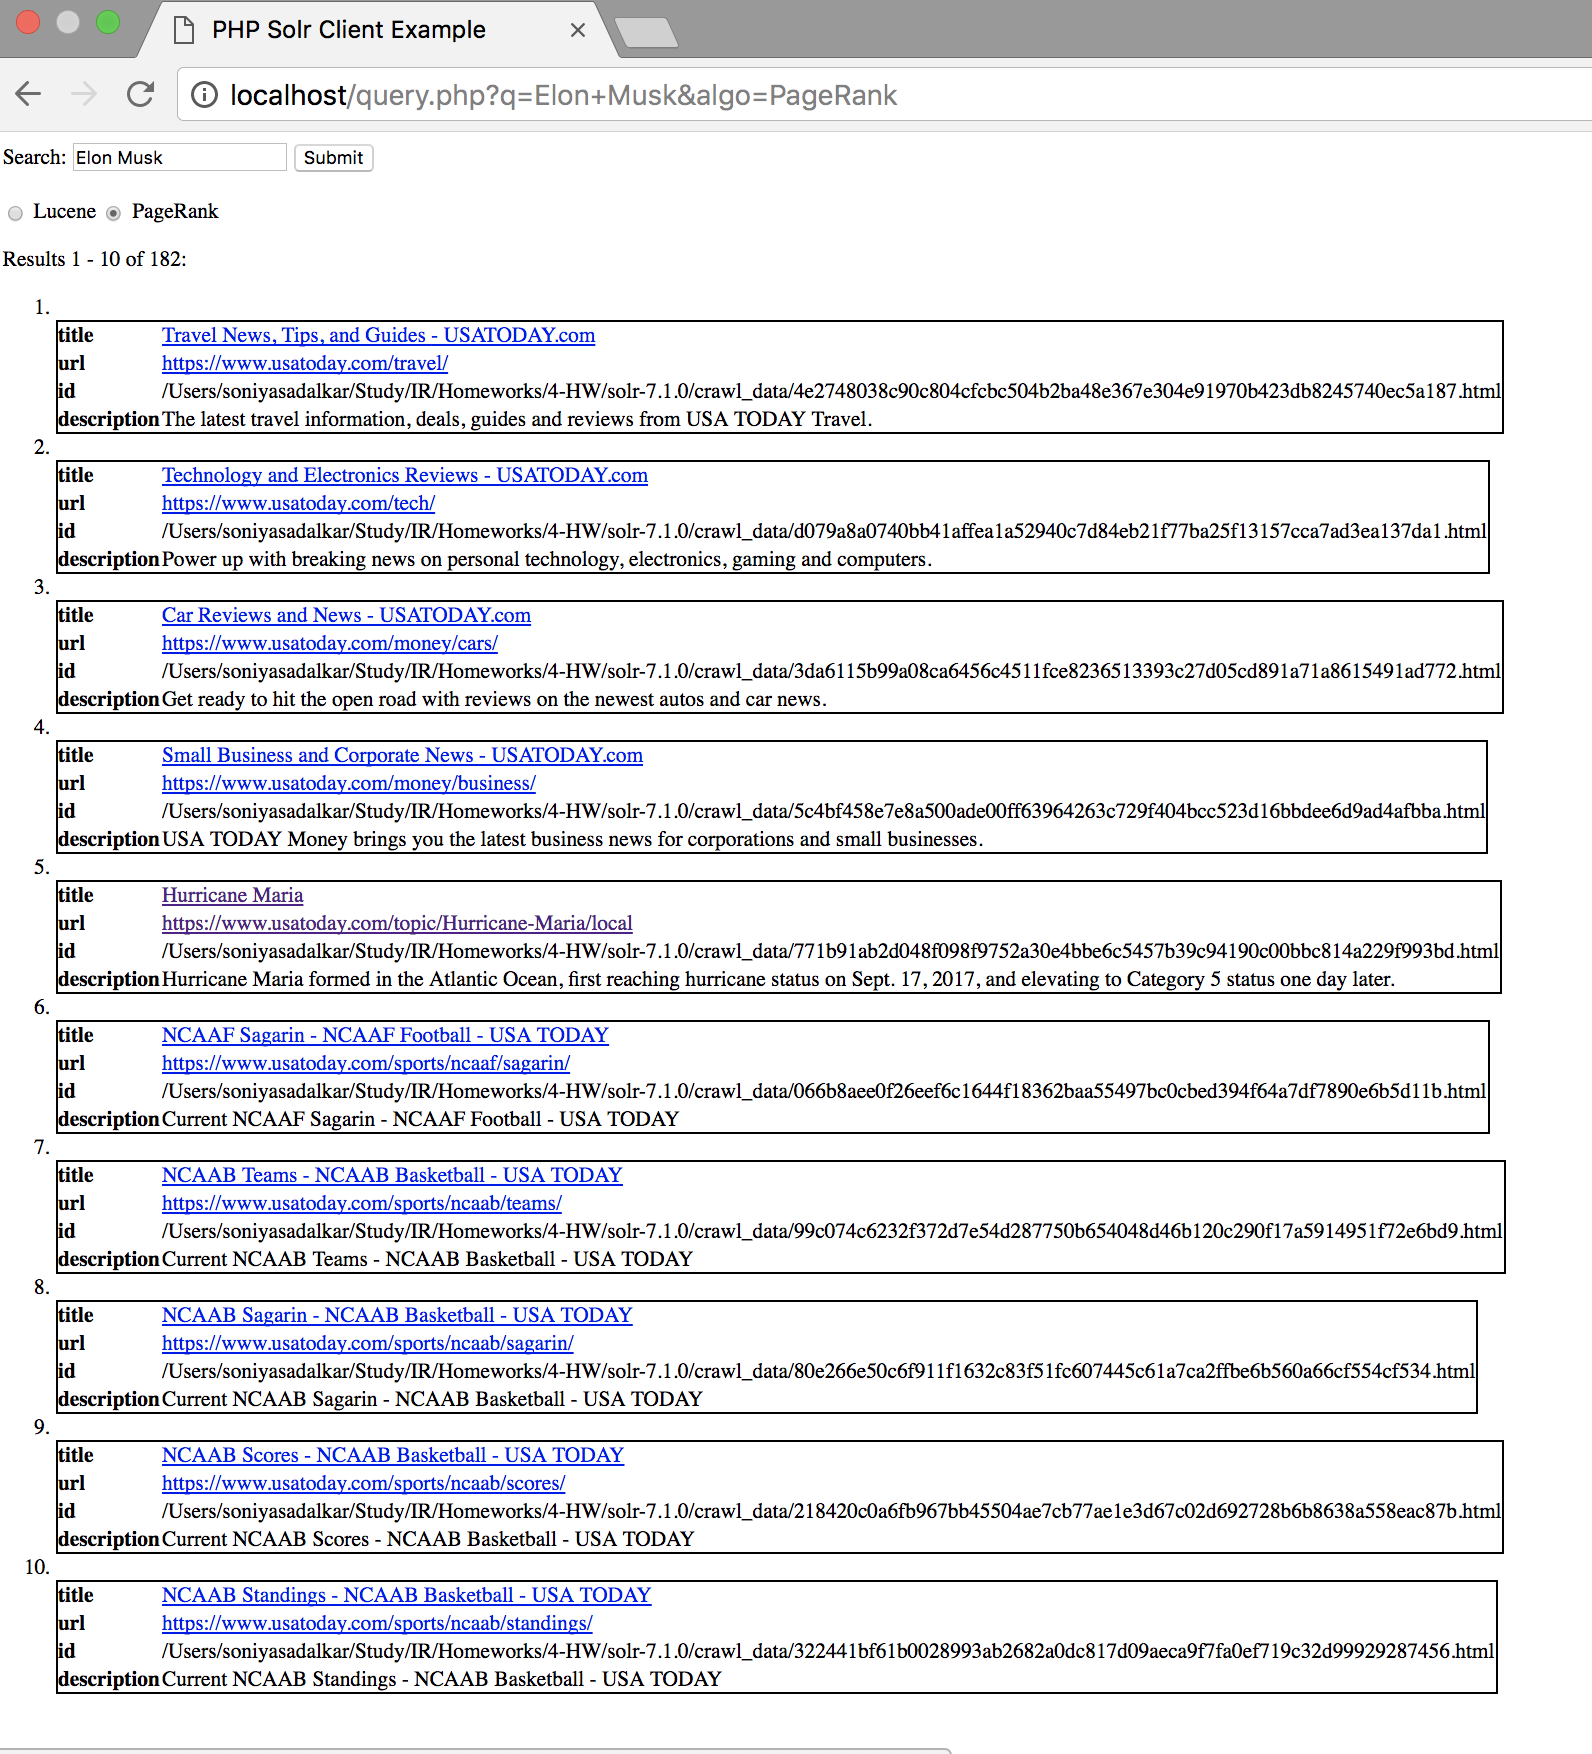 PHP Solr Client Example
localhost/query.php?q=Elon+Musk&algo=PageRank
Search: Elon Musk Submit
Lucene PageRank
Results 1 - 10 of 182:
1.
title Travel News, Tips, and Guides - USATODAY.com
url https://www.usatoday.com/travel/
id /Users/soniyasadalkar/Study/IR/Homeworks/4-HW/solr-7.1.0/crawl_data/4e2748038c90c804cfcbc504b2ba48e367e304e91970b423db8245740ec5a187.html
description The latest travel information, deals, guides and reviews from USA TODAY Travel.
2.
title Technology and Electronics Reviews - USATODAY.com
url https://www.usatoday.com/tech/
id /Users/soniyasadalkar/Study/IR/Homeworks/4-HW/solr-7.1.0/crawl_data/d079a8a0740bb41affea1a52940c7d84eb21f77ba25f13157cca7ad3ea137da1.html
description Power up with breaking news on personal technology, electronics, gaming and computers.
3.
title Car Reviews and News - USATODAY.com
url https://www.usatoday.com/money/cars/
id /Users/soniyasadalkar/Study/IR/Homeworks/4-HW/solr-7.1.0/crawl_data/3da6115b99a08ca6456c4511fce8236513393c27d05cd891a71a8615491ad772.html
description Get ready to hit the open road with reviews on the newest autos and car news.
4.
title Small Business and Corporate News - USATODAY.com
url https://www.usatoday.com/money/business/
id /Users/soniyasadalkar/Study/IR/Homeworks/4-HW/solr-7.1.0/crawl_data/5c4bf458e7e8a500ade00ff63964263c729f404bcc523d16bbdee6d9ad4afbba.html
description USA TODAY Money brings you the latest business news for corporations and small businesses.
5.
title Hurricane Maria
url https://www.usatoday.com/topic/Hurricane-Maria/local
id /Users/soniyasadalkar/Study/IR/Homeworks/4-HW/solr-7.1.0/crawl_data/771b91ab2d048f098f9752a30e4bbe6c5457b39c94190c00bbc814a229f993bd.html
description Hurricane Maria formed in the Atlantic Ocean, first reaching hurricane status on Sept. 17, 2017, and elevating to Category 5 status one day later.
6.
title NCAAF Sagarin - NCAAF Football - USA TODAY
url https://www.usatoday.com/sports/ncaaf/sagarin/
id /Users/soniyasadalkar/Study/IR/Homeworks/4-HW/solr-7.1.0/crawl_data/066b8aee0f26eef6c1644f18362baa55497bc0cbed394f64a7df7890e6b5d11b.html
description Current NCAAF Sagarin - NCAAF Football - USA TODAY
7.
title NCAAB Teams - NCAAB Basketball - USA TODAY
url https://www.usatoday.com/sports/ncaab/teams/
id /Users/soniyasadalkar/Study/IR/Homeworks/4-HW/solr-7.1.0/crawl_data/99c074c6232f372d7e54d287750b654048d46b120c290f17a5914951f72e6bd9.html
description Current NCAAB Teams - NCAAB Basketball - USA TODAY
8.
title NCAAB Sagarin - NCAAB Basketball - USA TODAY
url https://www.usatoday.com/sports/ncaab/sagarin/
id /Users/soniyasadalkar/Study/IR/Homeworks/4-HW/solr-7.1.0/crawl_data/80e266e50c6f911f1632c83f51fc607445c61a7ca2ffbe6b560a66cf554cf534.html
description Current NCAAB Sagarin - NCAAB Basketball - USA TODAY
9.
title NCAAB Scores - NCAAB Basketball - USA TODAY
url https://www.usatoday.com/sports/ncaab/scores/
id /Users/soniyasadalkar/Study/IR/Homeworks/4-HW/solr-7.1.0/crawl_data/218420c0a6fb967bb45504ae7cb77ae1e3d67c02d692728b6b8638a558eac87b.html
description Current NCAAB Scores - NCAAB Basketball - USA TODAY
10.
title NCAAB Standings - NCAAB Basketball - USA TODAY
url https://www.usatoday.com/sports/ncaab/standings/
id /Users/soniyasadalkar/Study/IR/Homeworks/4-HW/solr-7.1.0/crawl_data/322441bf61b0028993ab2682a0dc817d09aeca9f7fa0ef719c32d99929287456.html
description Current NCAAB Standings - NCAAB Basketball - USA TODAY